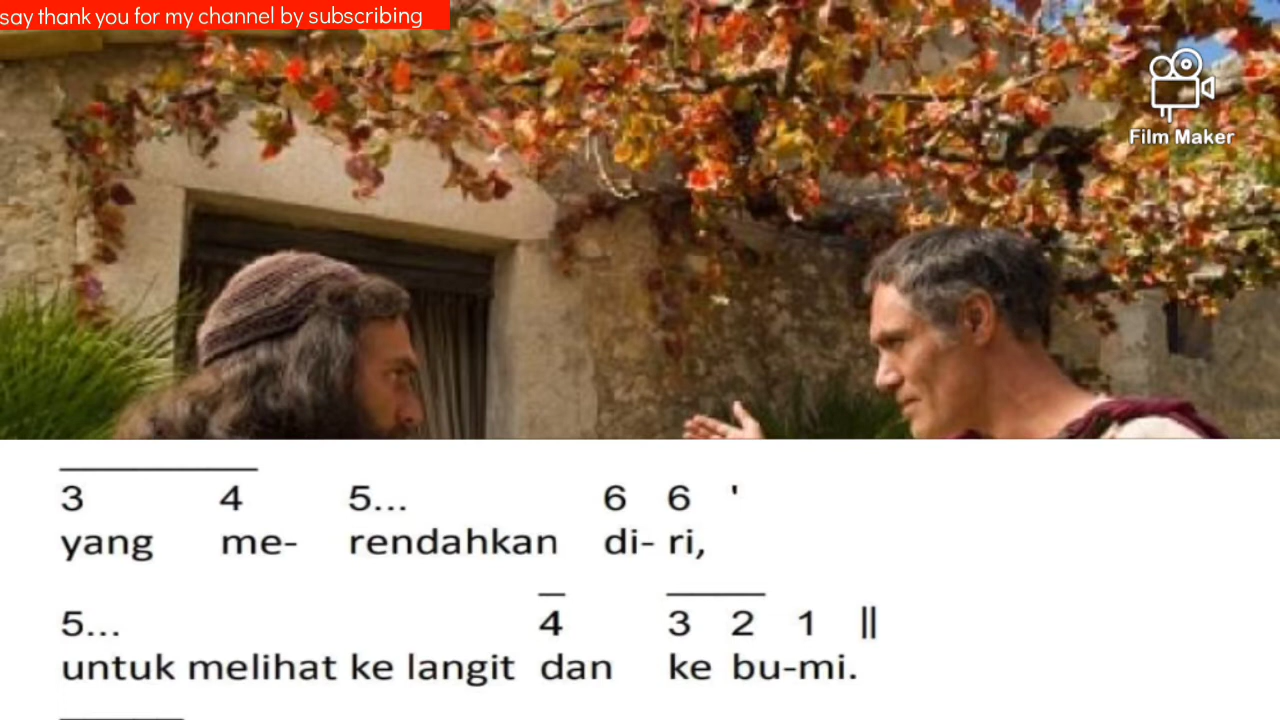 say thank you for my channel by subscribing
Film Maker
3 4 5... 6 6 '
yang me- rendahkan di- ri,
5... 4 3 2 1 ||
untuk melihat ke langit dan ke bu-mi.